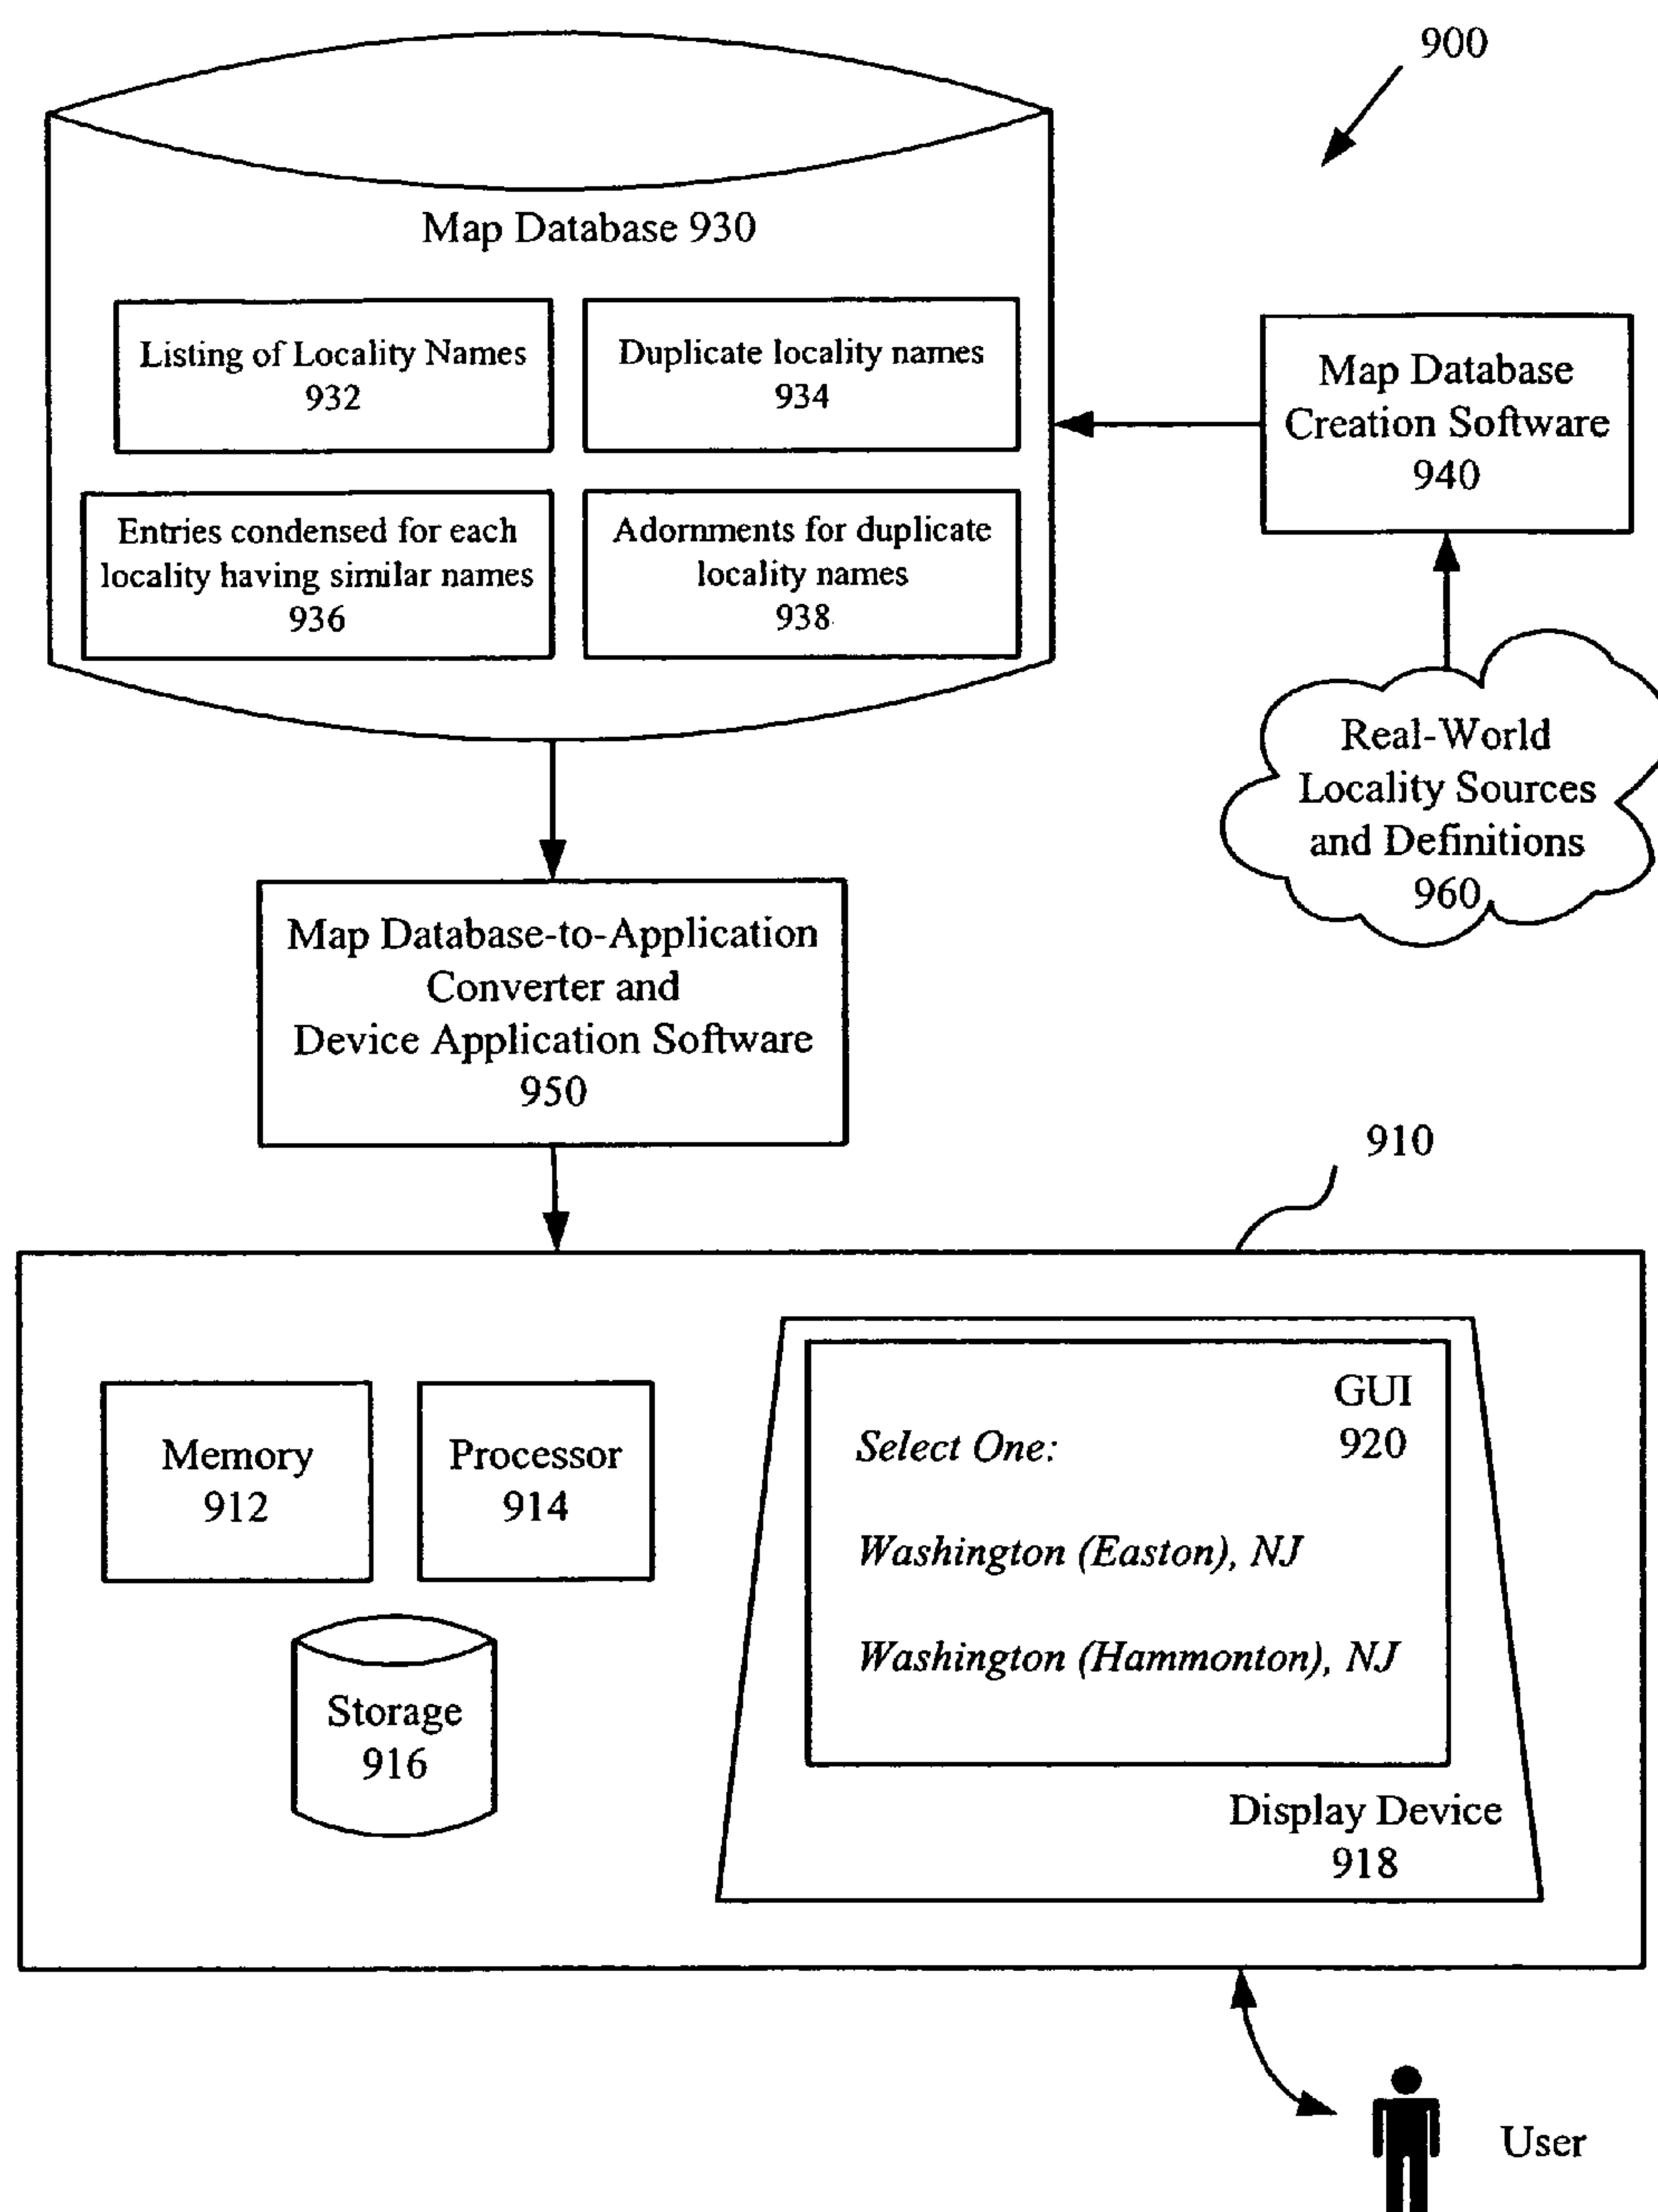 900
Map Database 930
Listing of Locality Names
932
Duplicate locality names
934
Entries condensed for each
locality having similar names
936
Adornments for duplicate
locality names
938
Map Database
Creation Software
940
Real-World
Locality Sources
and Definitions
960
Map Database-to-Application
Converter and
Device Application Software
950
910
Memory
912
Processor
914
Storage
916
GUI
920
Select One:
Washington (Easton), NJ
Washington (Hammonton), NJ
Display Device
918
User